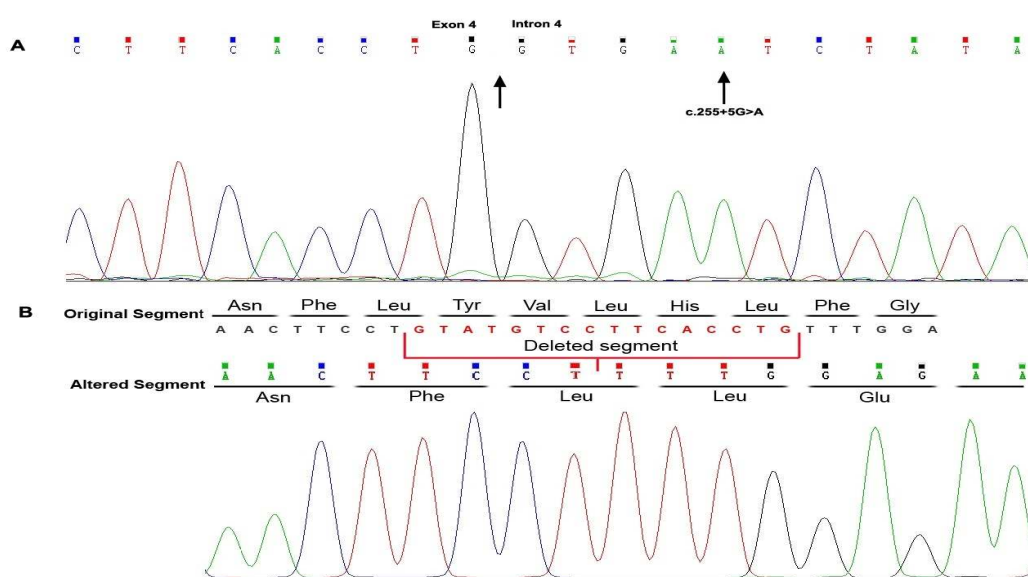 Exon 4 Intron 4
A C T T C A C C T G G T G A A T C T A T A
c.255+5G>A
Asn Phe Leu Tyr Val Leu His Leu Phe Gly
B Original Segment A A C T T C C T G T A T G T C C T T C A C C T G T T T G G A
Deleted segment
Altered Segment A A C T T C C T T T T G G A G A A
Asn Phe Leu Leu Glu